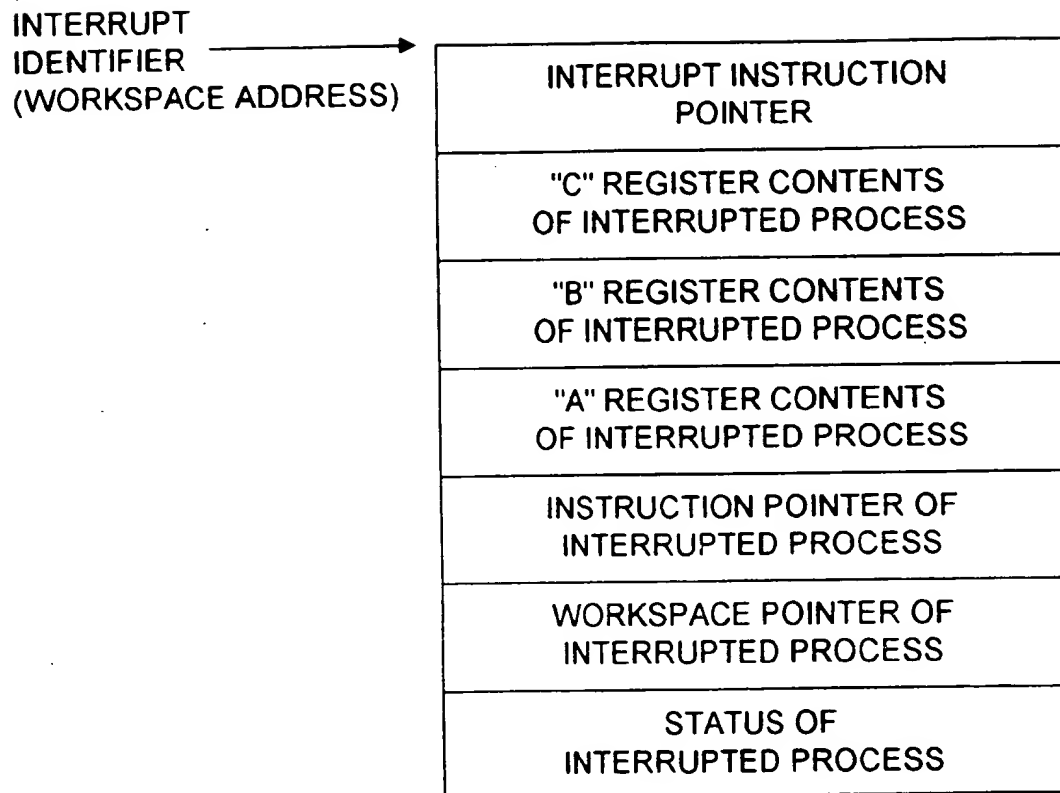 INTERRUPT
IDENTIFIER
(WORKSPACE ADDRESS)
INTERRUPT INSTRUCTION
POINTER
"C" REGISTER CONTENTS
OF INTERRUPTED PROCESS
"B" REGISTER CONTENTS
OF INTERRUPTED PROCESS
"A" REGISTER CONTENTS
OF INTERRUPTED PROCESS
INSTRUCTION POINTER OF
INTERRUPTED PROCESS
WORKSPACE POINTER OF
INTERRUPTED PROCESS
STATUS OF
INTERRUPTED PROCESS